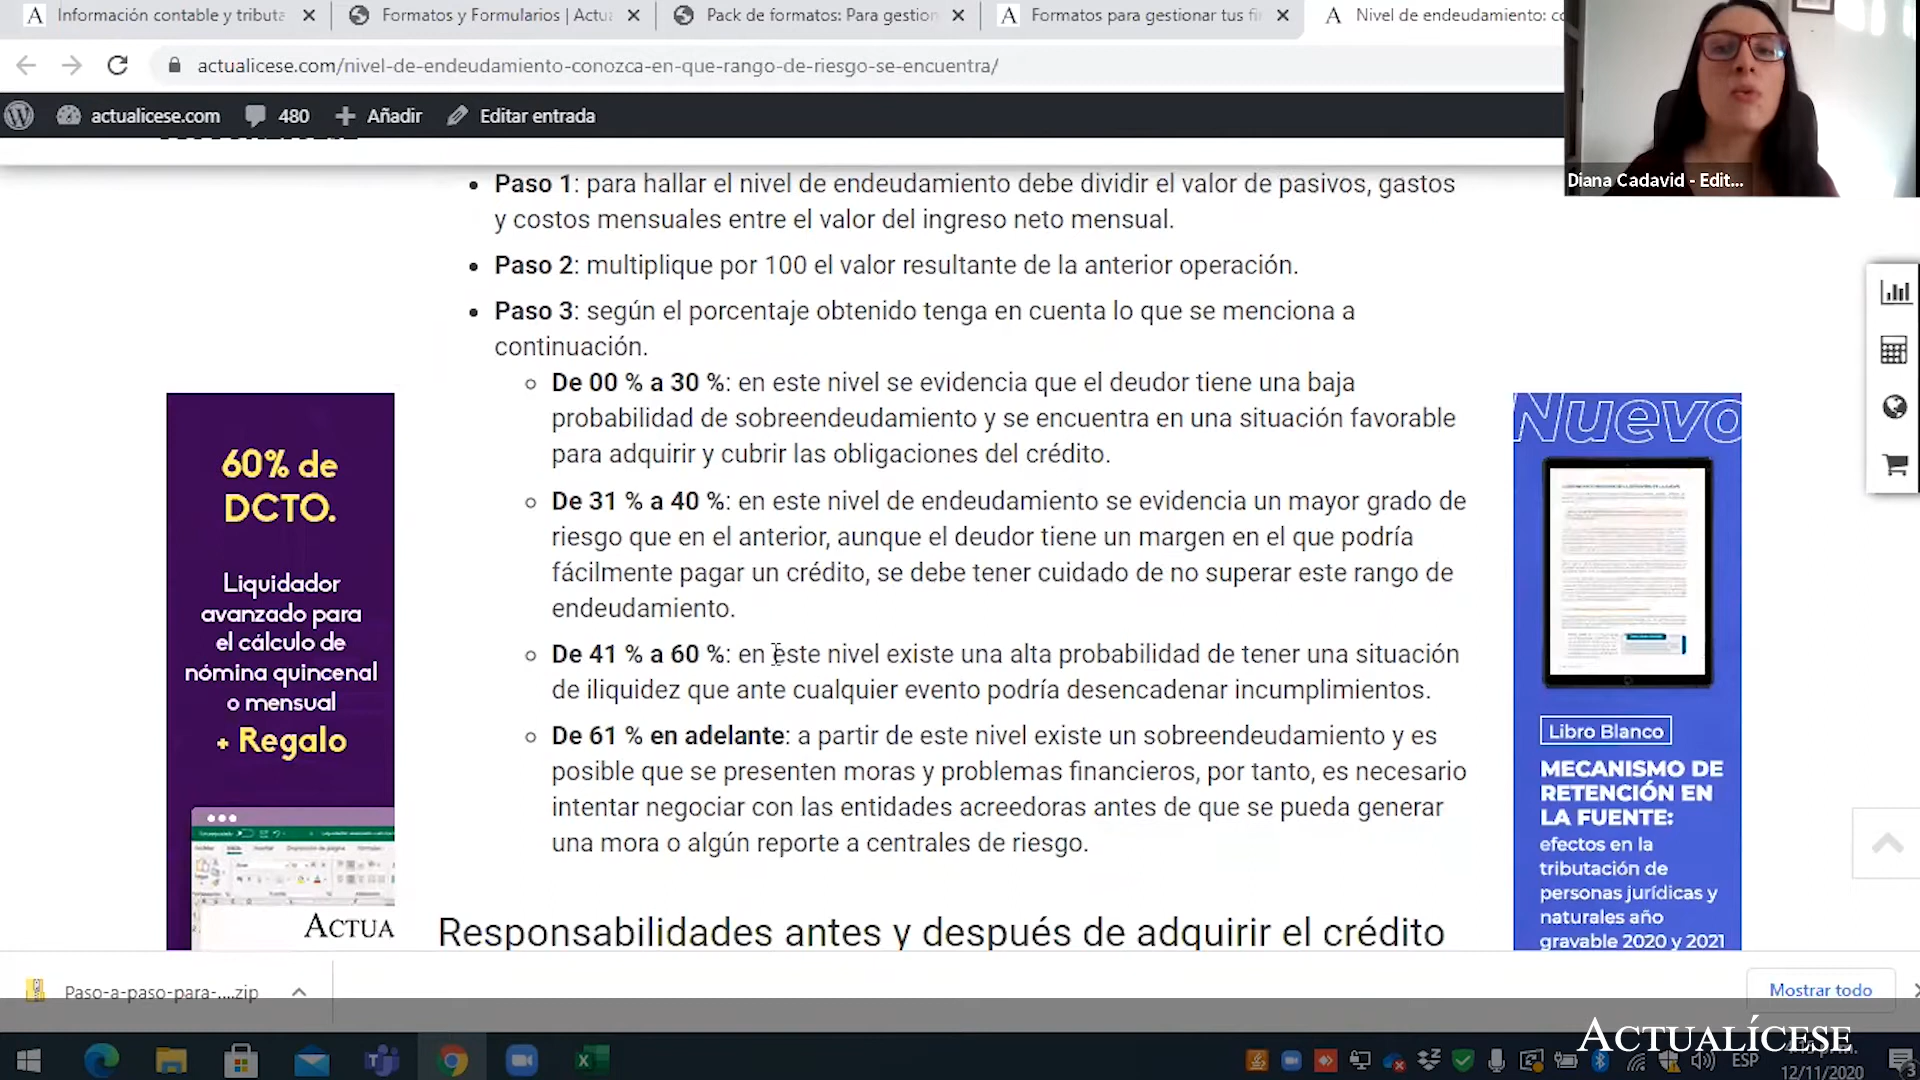 Información contable y tributa
Formatos y Formularios | Actua
Pack de formatos: Para gestion
Formatos para gestionar tus fi
Nivel de endeudamiento: co
actualicese.com/nivel-de-endeudamiento-conozca-en-que-rango-de-riesgo-se-encuentra/
actualicese.com 480 Añadir Editar entrada
Diana Cadavid - Edit...
Paso 1: para hallar el nivel de endeudamiento debe dividir el valor de pasivos, gastos
y costos mensuales entre el valor del ingreso neto mensual.
Paso 2: multiplique por 100 el valor resultante de la anterior operación.
Paso 3: según el porcentaje obtenido tenga en cuenta lo que se menciona a
continuación.
De 00 % a 30 %: en este nivel se evidencia que el deudor tiene una baja
probabilidad de sobreendeudamiento y se encuentra en una situación favorable
para adquirir y cubrir las obligaciones del crédito.
De 31 % a 40 %: en este nivel de endeudamiento se evidencia un mayor grado de
riesgo que en el anterior, aunque el deudor tiene un margen en el que podría
fácilmente pagar un crédito, se debe tener cuidado de no superar este rango de
endeudamiento.
De 41 % a 60 %: en este nivel existe una alta probabilidad de tener una situación
de iliquidez que ante cualquier evento podría desencadenar incumplimientos.
De 61 % en adelante: a partir de este nivel existe un sobreendeudamiento y es
posible que se presenten moras y problemas financieros, por tanto, es necesario
intentar negociar con las entidades acreedoras antes de que se pueda generar
una mora o algún reporte a centrales de riesgo.
Responsabilidades antes y después de adquirir el crédito
60% de
DCTO.
Liquidador
avanzado para
el cálculo de
nómina quincenal
o mensual
+ Regalo
ACTUA
Nuevo
Libro Blanco
MECANISMO DE
RETENCIÓN EN
LA FUENTE:
efectos en la
tributación de
personas jurídicas y
naturales año
gravable 2020 y 2021
Paso-a-paso-para-....zip
Mostrar todo
ACTUALÍCESE
ESP
12/11/2020
3